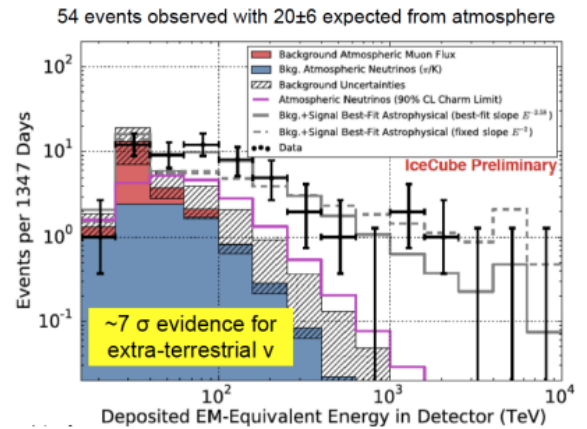 54 events observed with 20±6 expected from atmosphere
Background Atmospheric Muon Flux
Bkg. Atmospheric Neutrinos (π/K)
Background Uncertainties
Atmospheric Neutrinos (90% CL Charm Limit)
Bkg.+Signal Best-Fit Astrophysical (best-fit slope E^-2.58)
Bkg.+Signal Best-Fit Astrophysical (fixed slope E^-2)
Data
IceCube Preliminary
Events per 1347 Days
10²
10¹
10⁰
10⁻¹
~7 σ evidence for
extra-terrestrial ν
10² 10³ 10⁴
Deposited EM-Equivalent Energy in Detector (TeV)